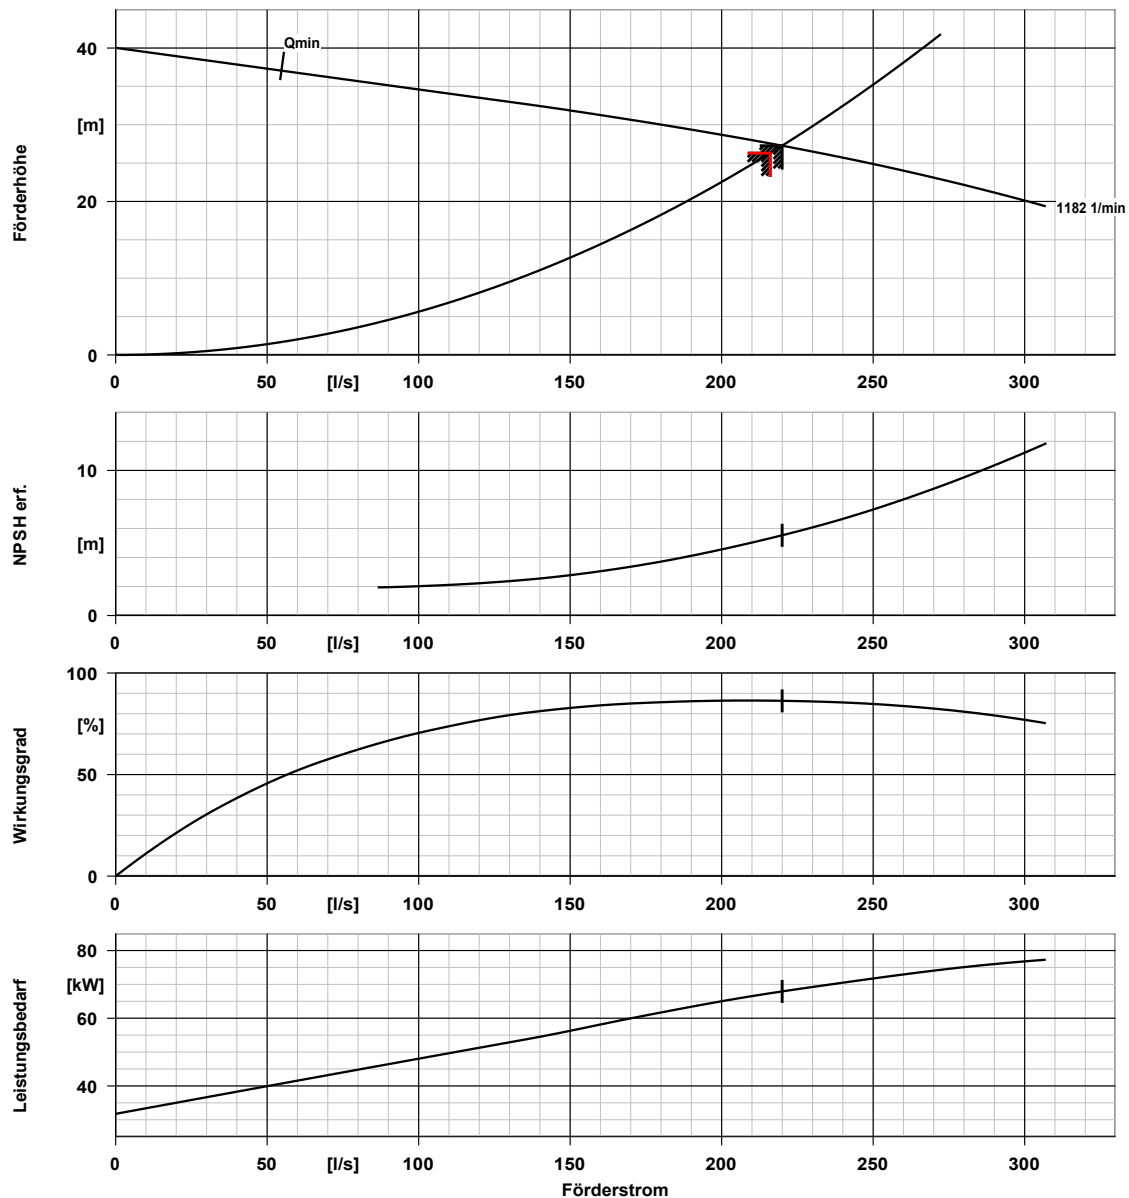 Qmin
40
[m]
Förderhöhe
20
1182 1/min
0
0 50 [l/s] 100 150 200 250 300
10
NPSH erf.
[m]
0
0 50 [l/s] 100 150 200 250 300
100
[%]
Wirkungsgrad
50
0
0 50 [l/s] 100 150 200 250 300
80
[kW]
60
Leistungsbedarf
40
0 50 [l/s] 100 150 200 250 300
Förderstrom